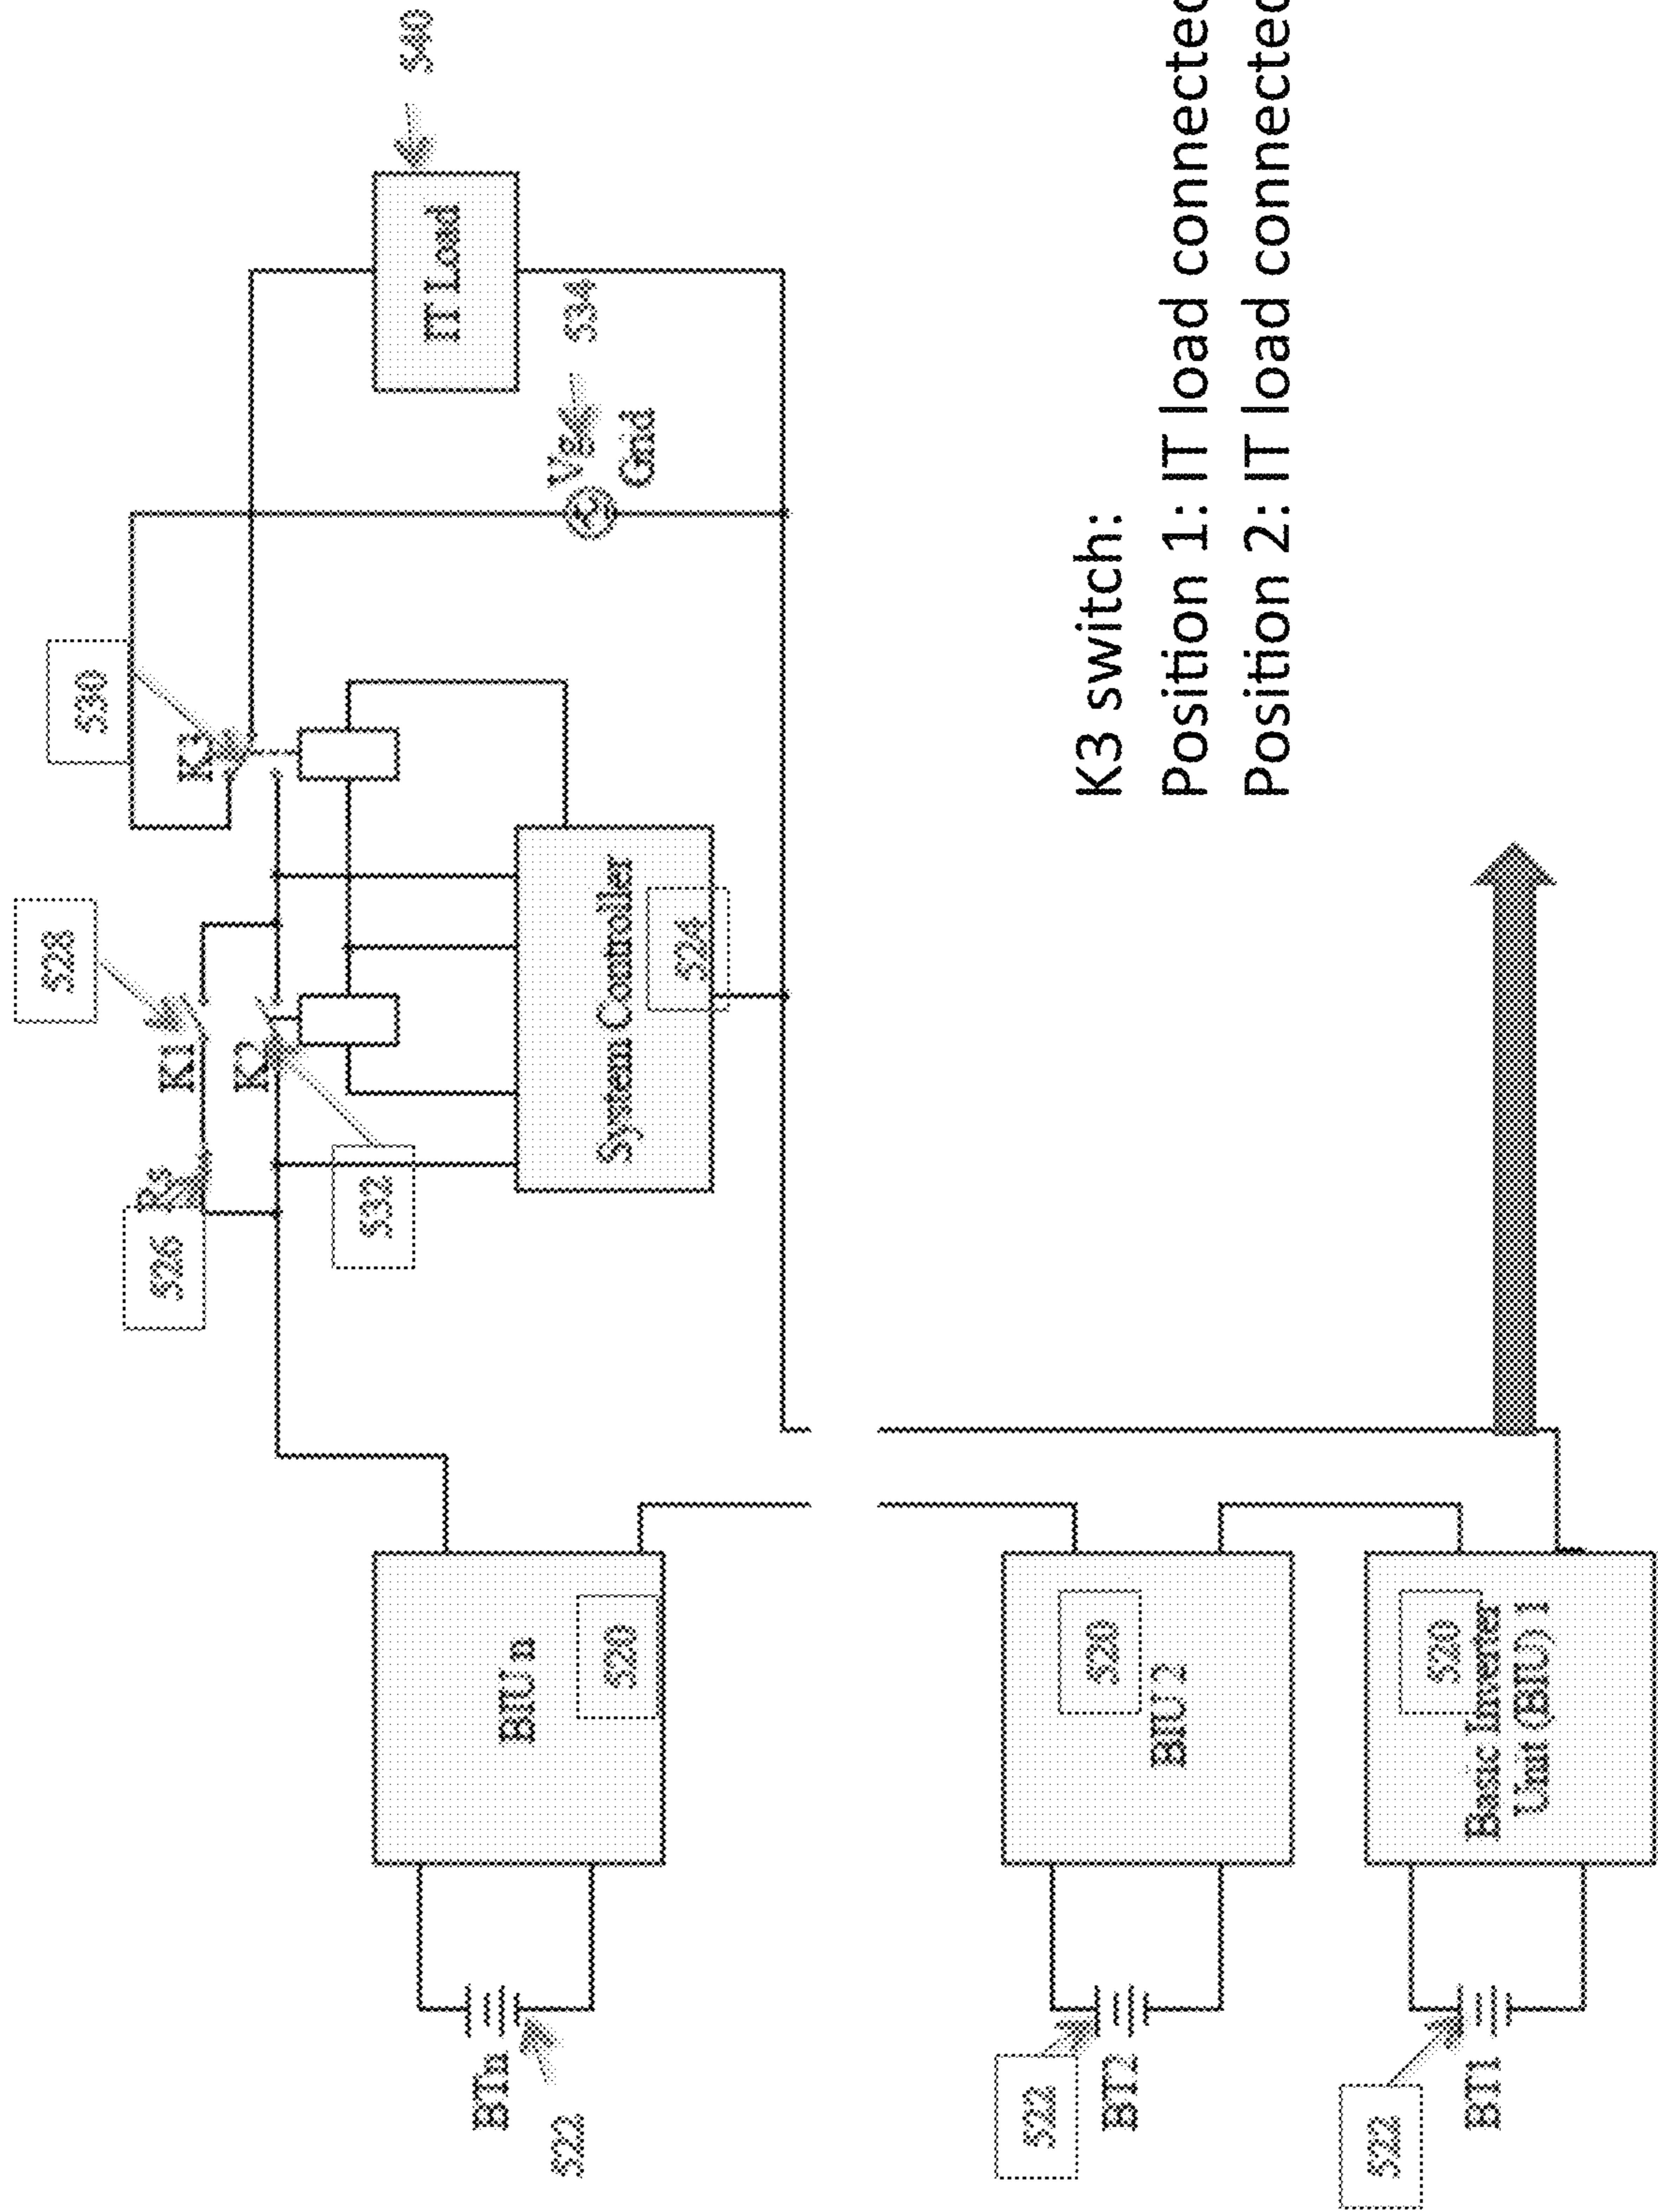 528
530
526
Rs
K1
K3
K2
532
540
IT Load
BTn
BIU n
522
Vg
534
System Controller
520
Grid
524
522
520
K3 switch:
BT2
BIU 2
Position 1: IT load connected
Position 2: IT load connected
522
520
BT1
Basic Inverter
Unit (BIU) 1